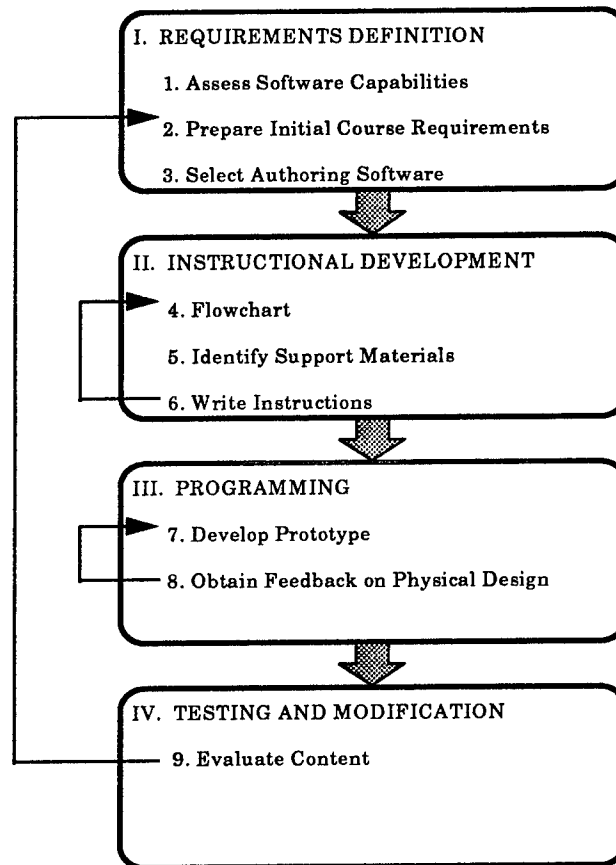 I. REQUIREMENTS DEFINITION
1. Assess Software Capabilities
2. Prepare Initial Course Requirements
3. Select Authoring Software
II. INSTRUCTIONAL DEVELOPMENT
4. Flowchart
5. Identify Support Materials
6. Write Instructions
III. PROGRAMMING
7. Develop Prototype
8. Obtain Feedback on Physical Design
IV. TESTING AND MODIFICATION
9. Evaluate Content